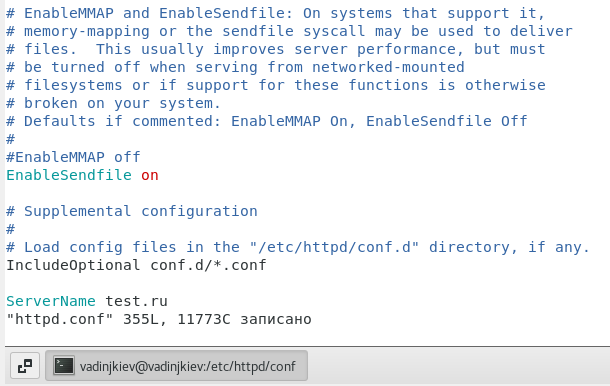 # EnableMMAP and EnableSendfile: On systems that support it,
# memory-mapping or the sendfile syscall may be used to deliver
# files.  This usually improves server performance, but must
# be turned off when serving from networked-mounted
# filesystems or if support for these functions is otherwise
# broken on your system.
# Defaults if commented: EnableMMAP On, EnableSendfile Off
#
#EnableMMAP off
EnableSendfile on

# Supplemental configuration
#
# Load config files in the "/etc/httpd/conf.d" directory, if any.
IncludeOptional conf.d/*.conf

ServerName test.ru
"httpd.conf" 355L, 11773C записано
vadinjkiev@vadinjkiev:/etc/httpd/conf